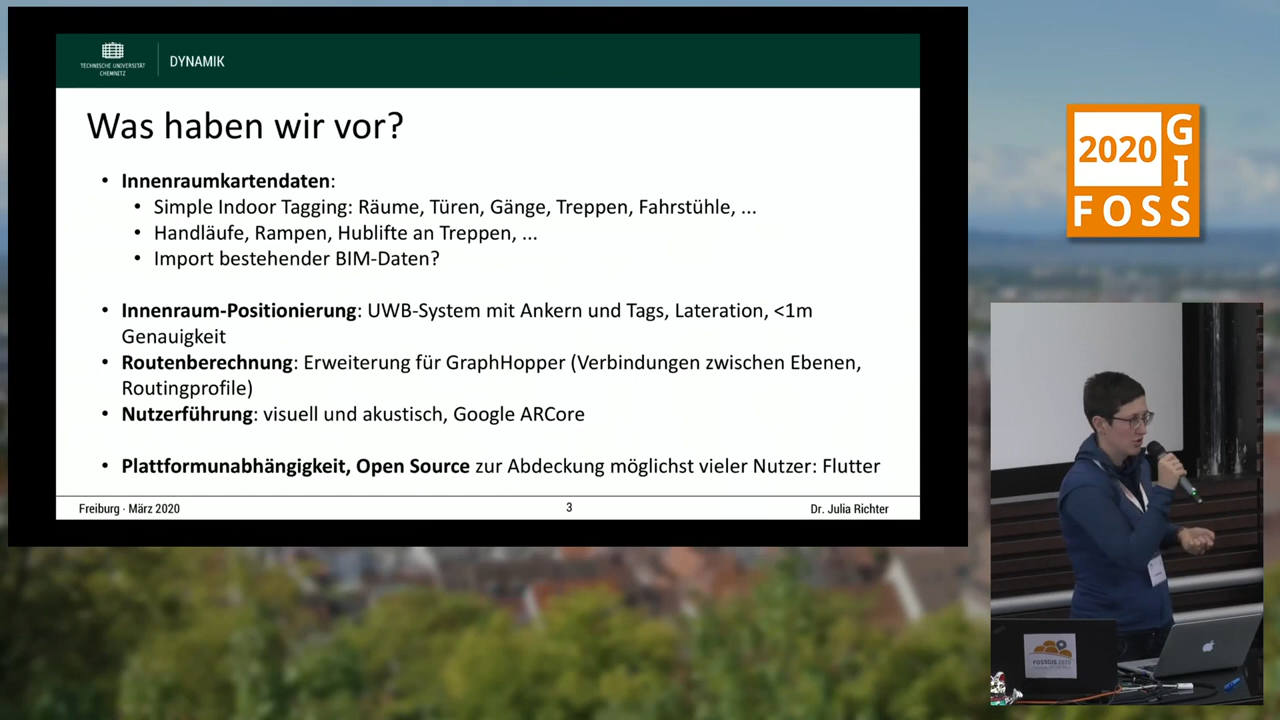 TECHNISCHE UNIVERSITÄT
CHEMNITZ
DYNAMIK
Was haben wir vor?
• Innenraumkartendaten:
• Simple Indoor Tagging: Räume, Türen, Gänge, Treppen, Fahrstühle, ...
• Handläufe, Rampen, Hublifte an Treppen, ...
• Import bestehender BIM-Daten?
• Innenraum-Positionierung: UWB-System mit Ankern und Tags, Lateration, <1m
Genauigkeit
• Routenberechnung: Erweiterung für GraphHopper (Verbindungen zwischen Ebenen,
Routingprofile)
• Nutzerführung: visuell und akustisch, Google ARCore
• Plattformunabhängigkeit, Open Source zur Abdeckung möglichst vieler Nutzer: Flutter
Freiburg · März 2020
3
Dr. Julia Richter
2020
GI
FOSS
FOSSGIS 2020